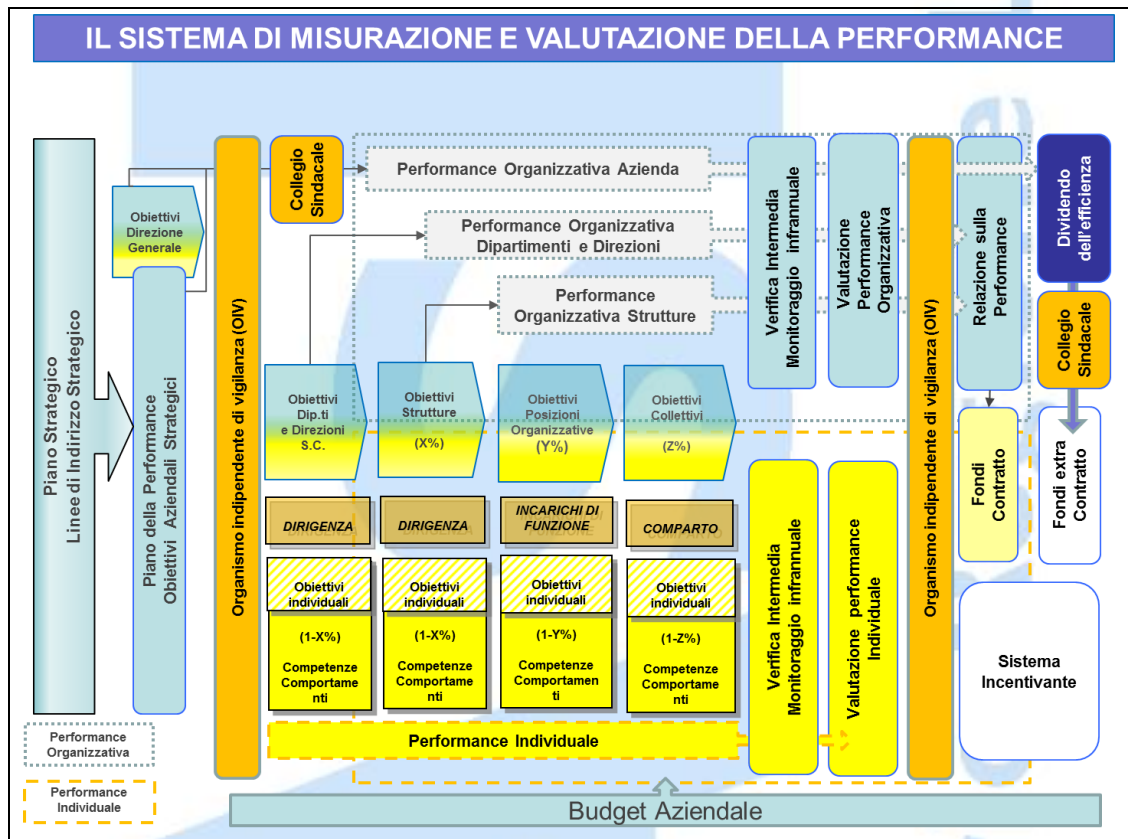 IL SISTEMA DI MISURAZIONE E VALUTAZIONE DELLA PERFORMANCE
Piano Strategico
Linee di Indirizzo Strategico
Obiettivi
Direzione
Generale
Piano della Performance
Obiettivi Aziendali Strategici
Organismo indipendente di vigilanza (OIV)
Collegio
Sindacale
Performance Organizzativa Azienda
Performance Organizzativa
Dipartimenti e Direzioni
Performance
Organizzativa Strutture
Verifica Intermedia
Monitoraggio infrannuale
Valutazione
Performance
Organizzativa
Organismo indipendente di vigilanza (OIV)
Relazione sulla
Performance
Dividendo
dell'efficienza
Collegio
Sindacale
Obiettivi
Dip.ti
e Direzioni
S.C.
Obiettivi
Strutture
(X%)
Obiettivi
Posizioni
Organizzative
(Y%)
Obiettivi
Collettivi
(Z%)
Fondi
Contratto
Fondi extra
Contratto
DIRIGENZA
DIRIGENZA
INCARICHI DI
FUNZIONE
COMPARTO
Obiettivi
individuali
Obiettivi
individuali
Obiettivi
individuali
Obiettivi
individuali
(1-X%)
Competenze
Comportame
nti
(1-X%)
Competenze
Comportame
nti
(1-Y%)
Competenze
Comportamen
ti
(1-Z%)
Competenze
Comportame
nti
Verifica Intermedia
Monitoraggio infrannuale
Valutazione performance
Individuale
Sistema
Incentivante
Performance Individuale
Performance
Organizzativa
Performance
Individuale
Budget Aziendale